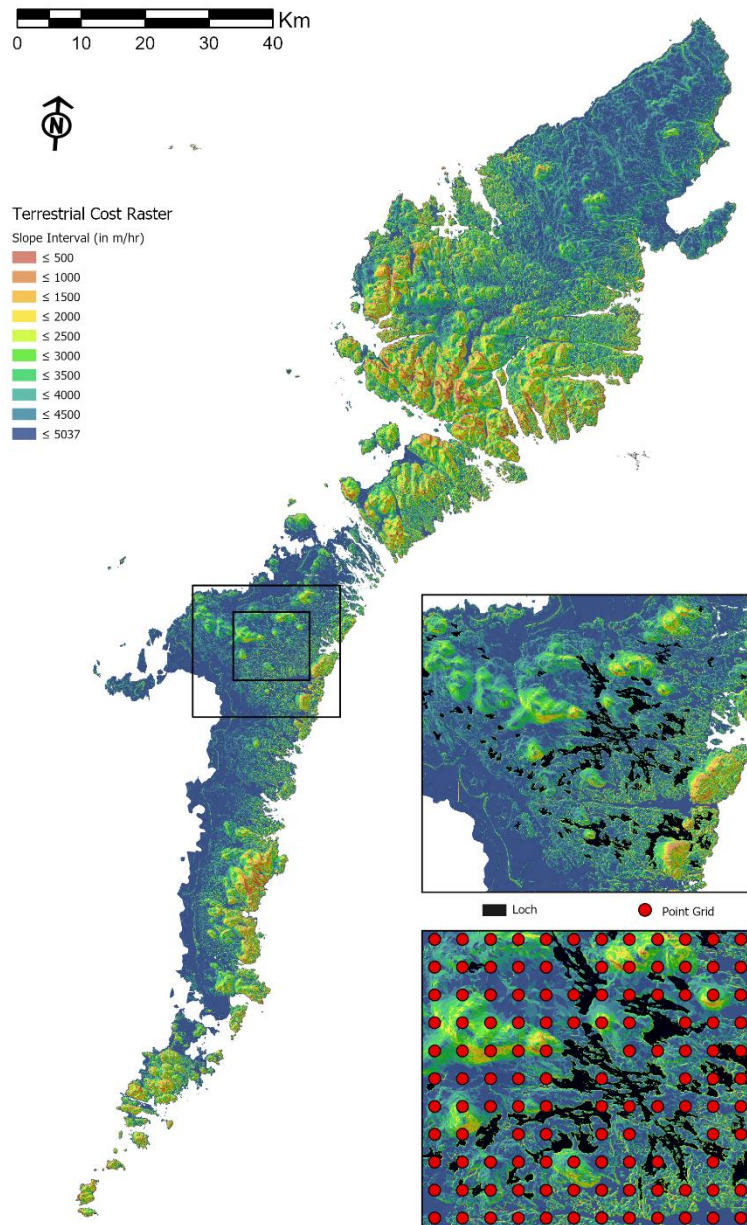 Km
0 10 20 30 40
N
Terrestrial Cost Raster
Slope Interval (in m/hr)
≤ 500
≤ 1000
≤ 1500
≤ 2000
≤ 2500
≤ 3000
≤ 3500
≤ 4000
≤ 4500
≤ 5037
Loch Point Grid